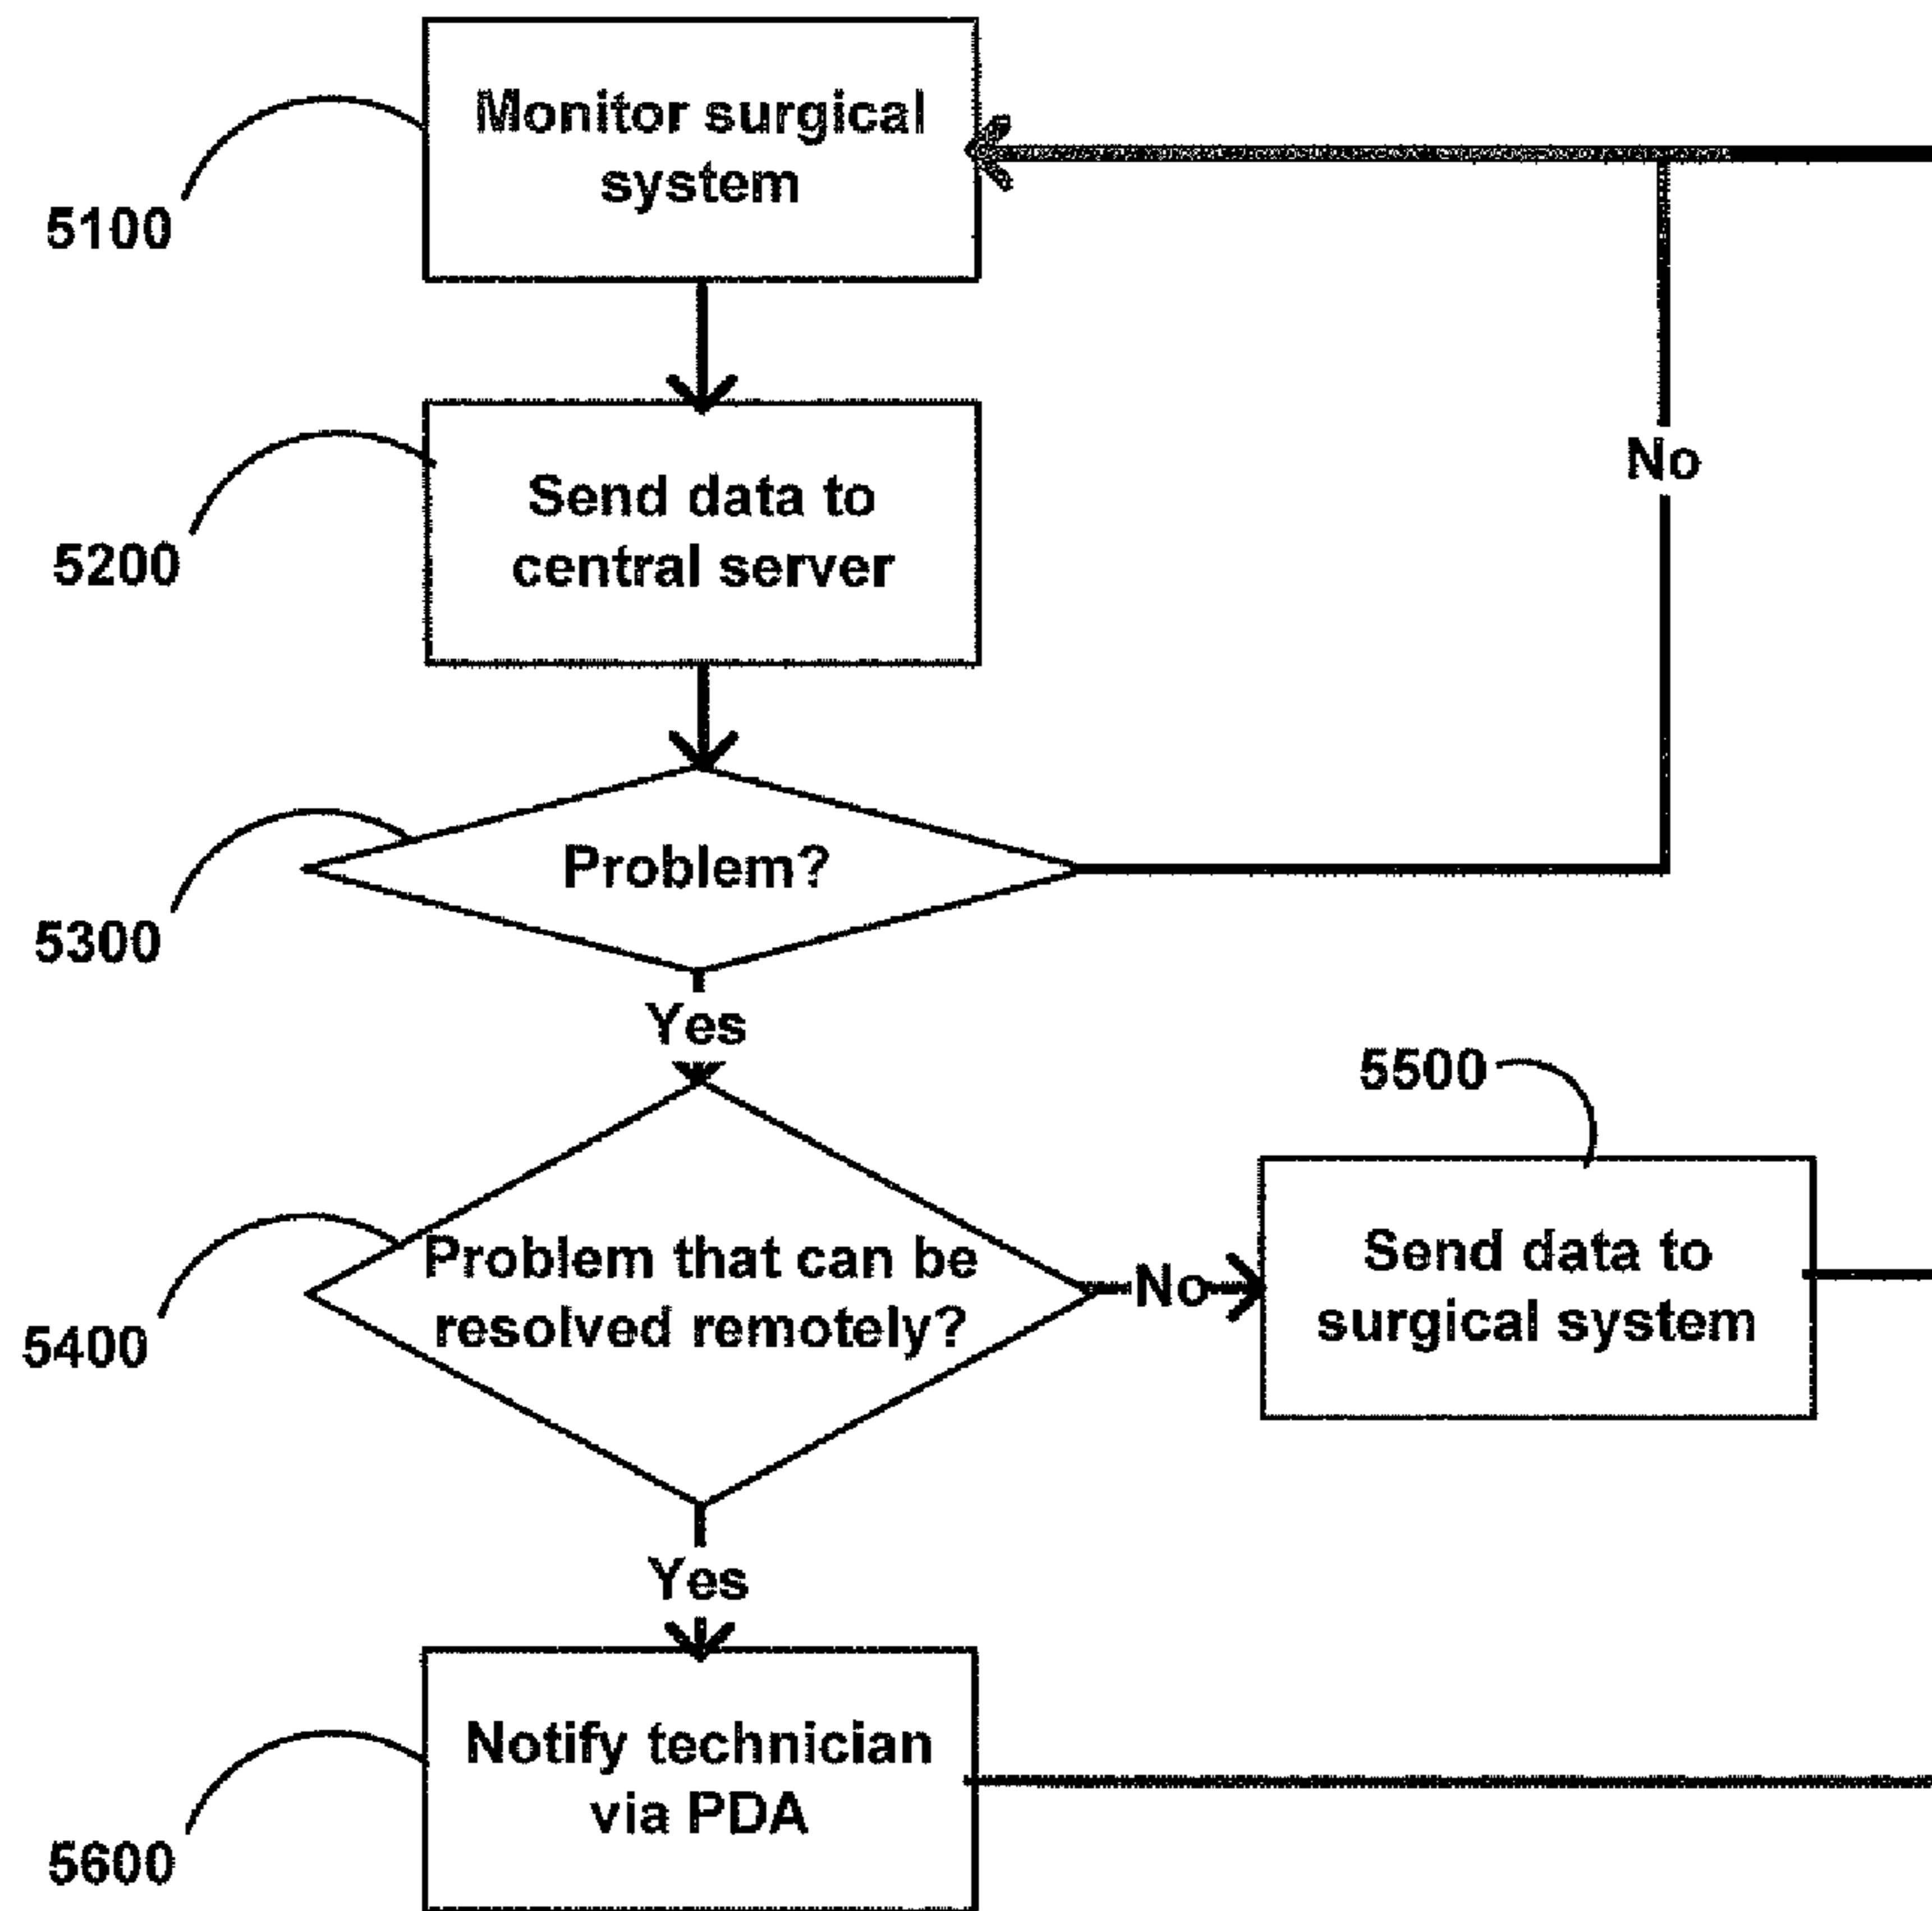 Monitor surgical
system
5100
Send data to
central server
5200
No
Problem?
5300
Yes
5500
Problem that can be
resolved remotely?
No
Send data to
surgical system
5400
Yes
Notify technician
via PDA
5600